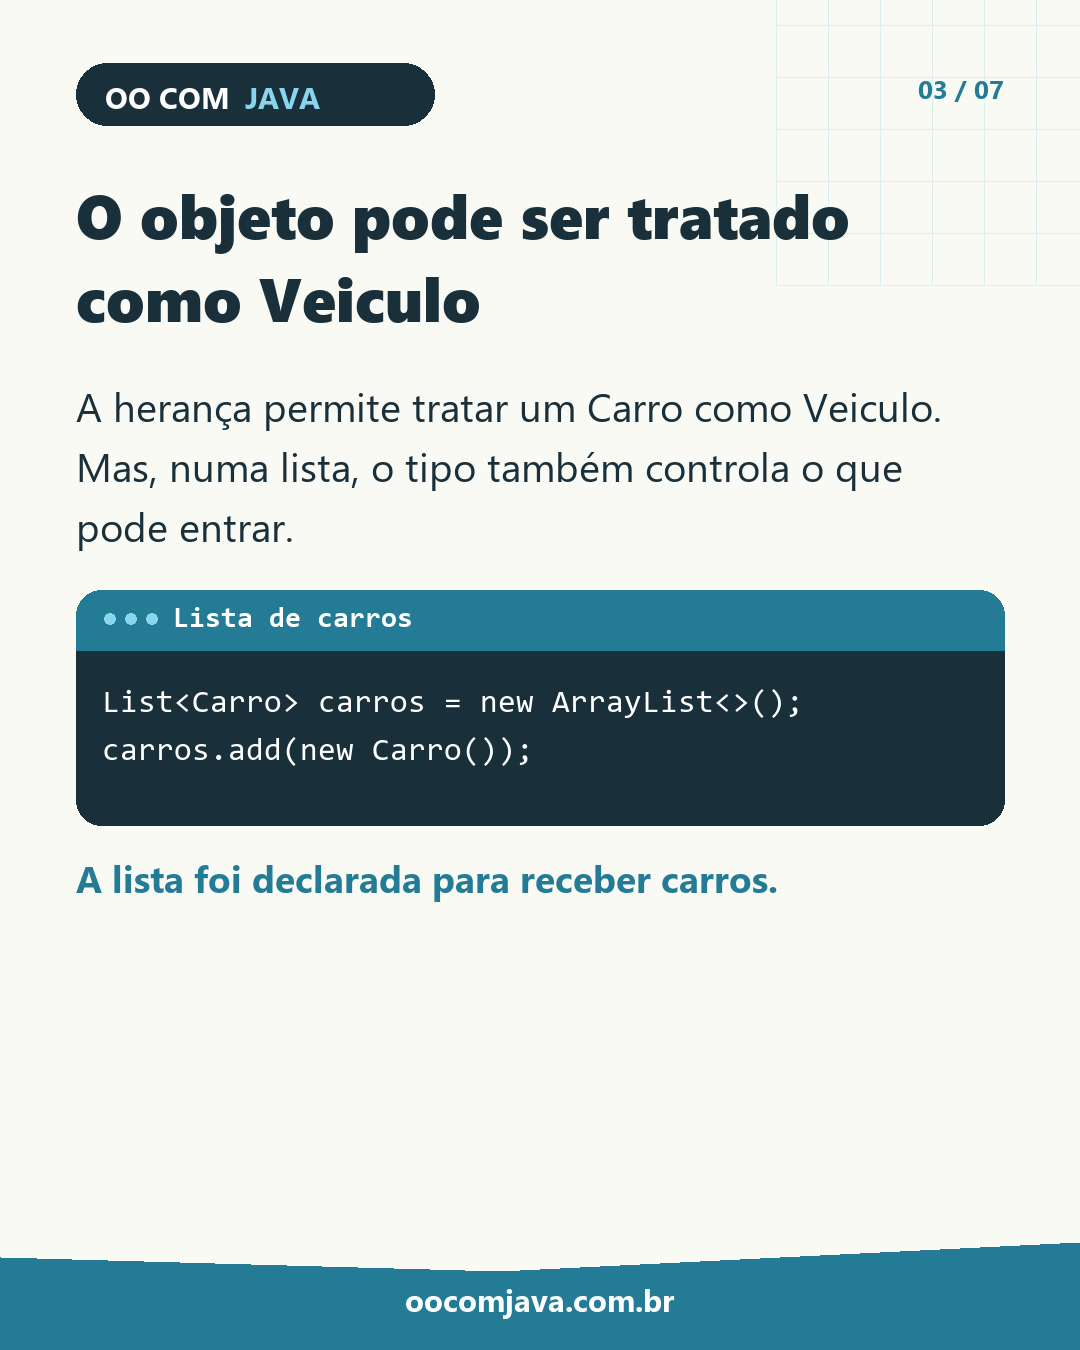 OO COM JAVA
03 / 07
O objeto pode ser tratado
como Veiculo
A herança permite tratar um Carro como Veiculo.
Mas, numa lista, o tipo também controla o que
pode entrar.
Lista de carros
List<Carro> carros = new ArrayList<>();
carros.add(new Carro());
A lista foi declarada para receber carros.
oocomjava.com.br